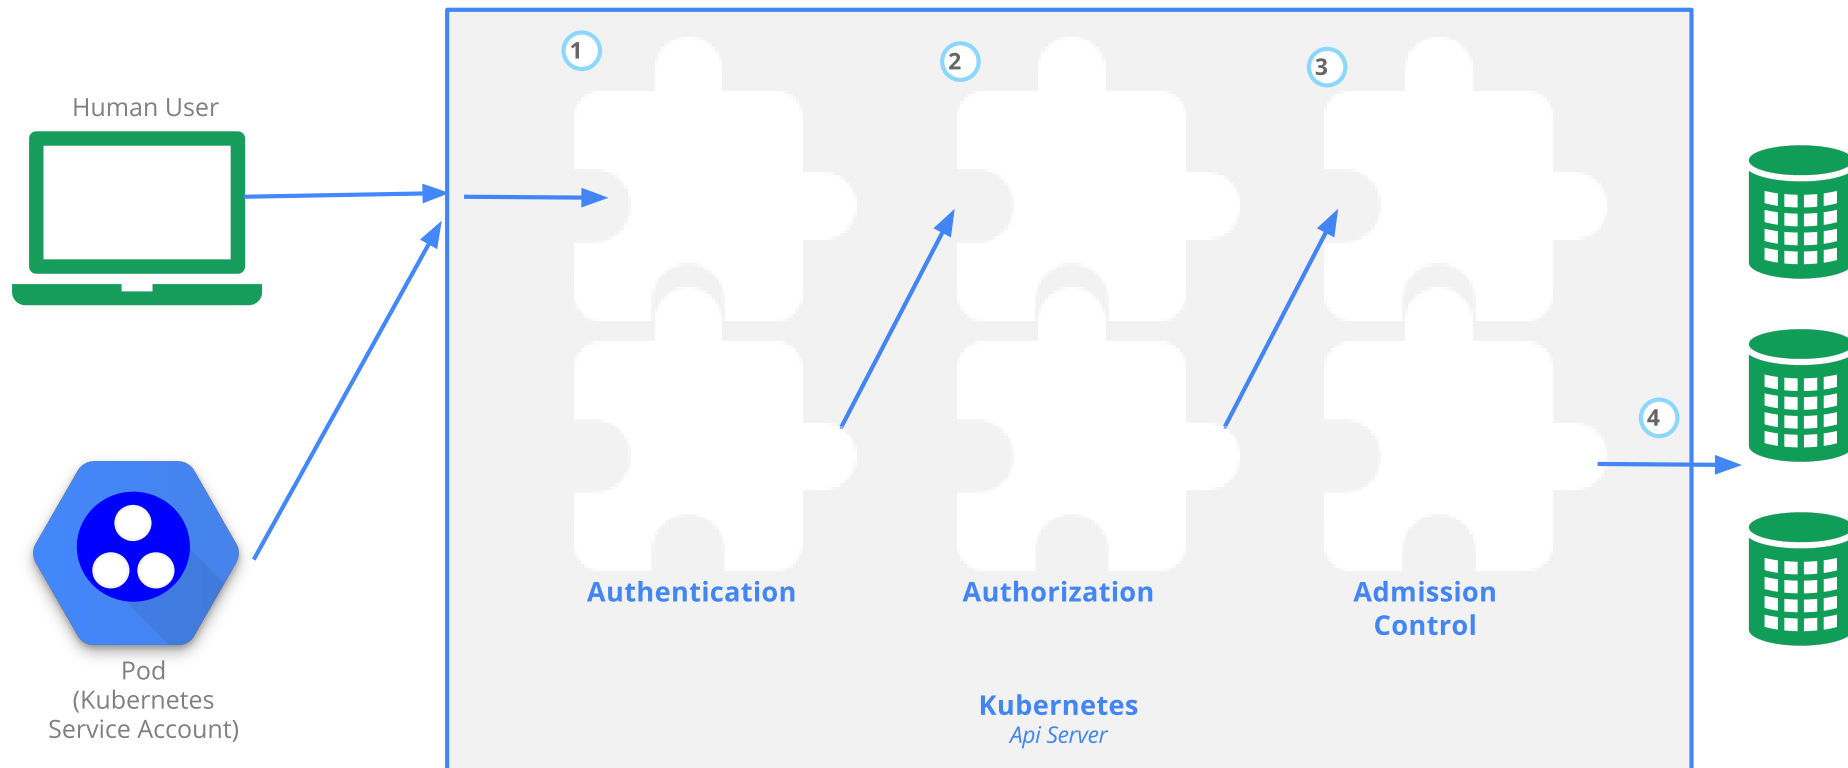 Human User
Pod
(Kubernetes
Service Account)
1
2
3
4
Authentication
Authorization
Admission
Control
Kubernetes
Api Server